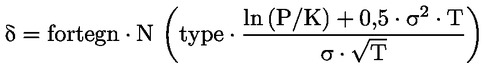 δ = fortegn · N ( type · (ln (P/K) + 0,5 · σ² · T) / (σ · √T) )